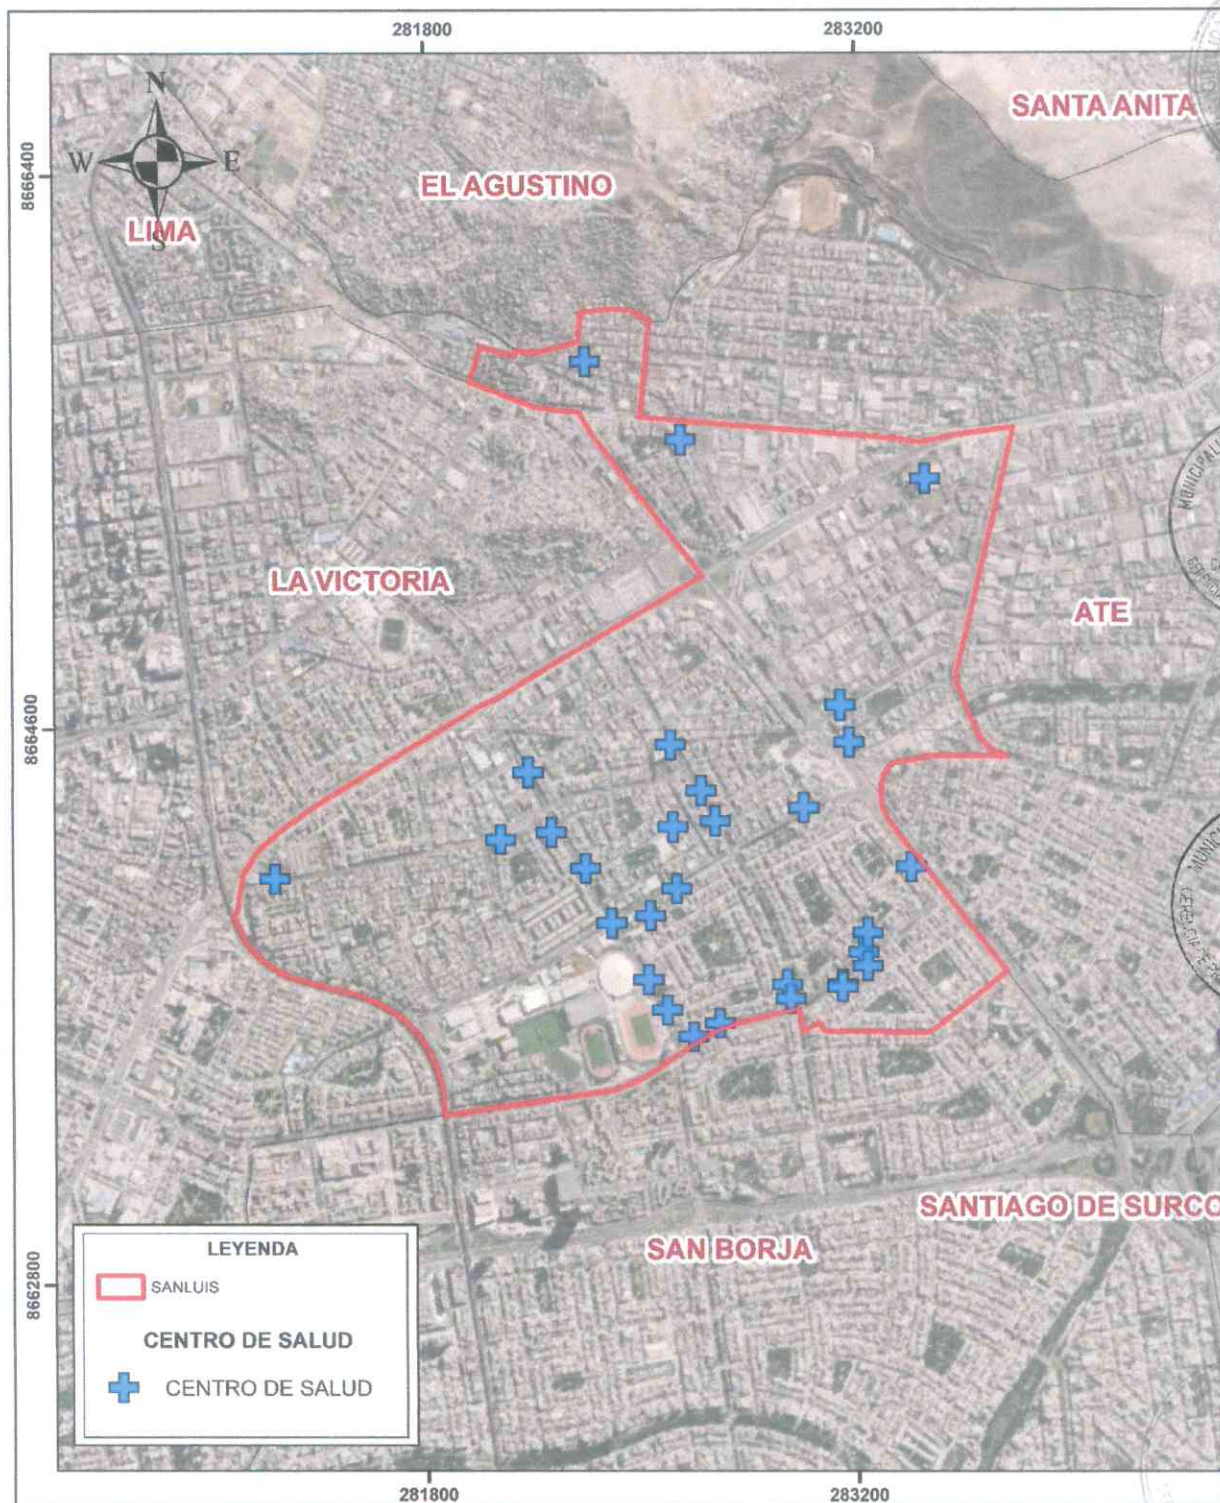 281800
283200
SANTA ANITA
N
W
E
S
8666400
EL AGUSTINO
LIMA
MUNICIPAL
LA VICTORIA
ATE
8664600
SANTIAGO DE SURCO
SAN BORJA
8662800
LEYENDA
SANLUIS
CENTRO DE SALUD
CENTRO DE SALUD
281800
283200